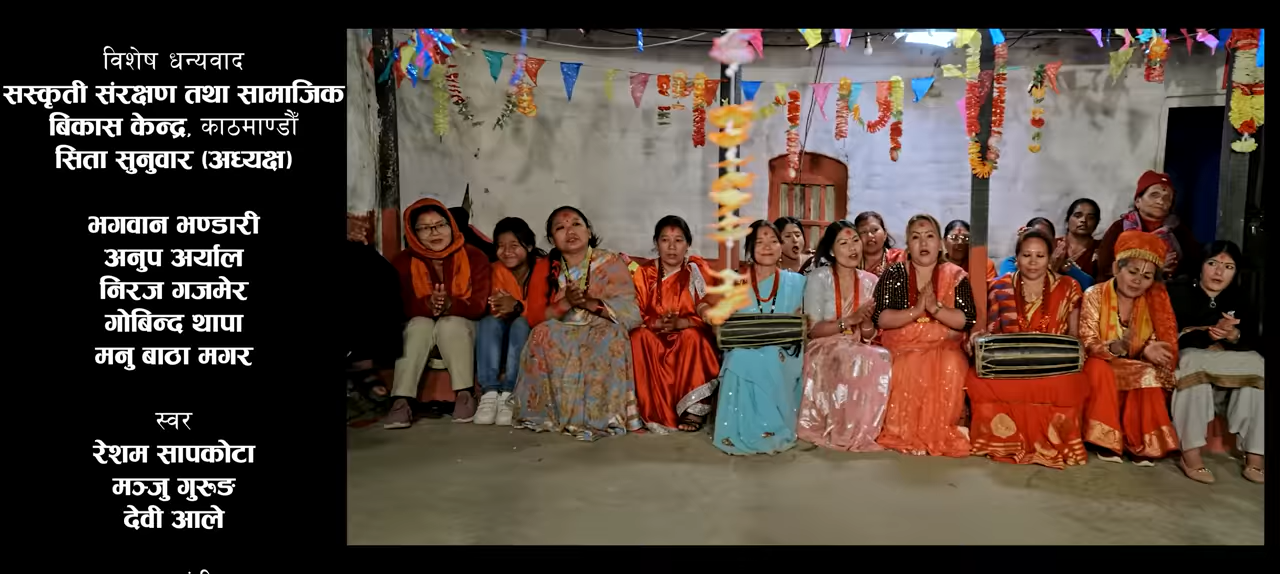 विशेष धन्यवाद
सस्कृती संरक्षण तथा सामाजिक
बिकास केन्द्र, काठमाण्डौँ
सिता सुनुवार (अध्यक्ष)
भगवान भण्डारी
अनुप अर्याल
निरज गजमेर
गोबिन्द थापा
मनु बाठा मगर
स्वर
रेशम सापकोटा
मञ्जु गुरूङ
देवी आले